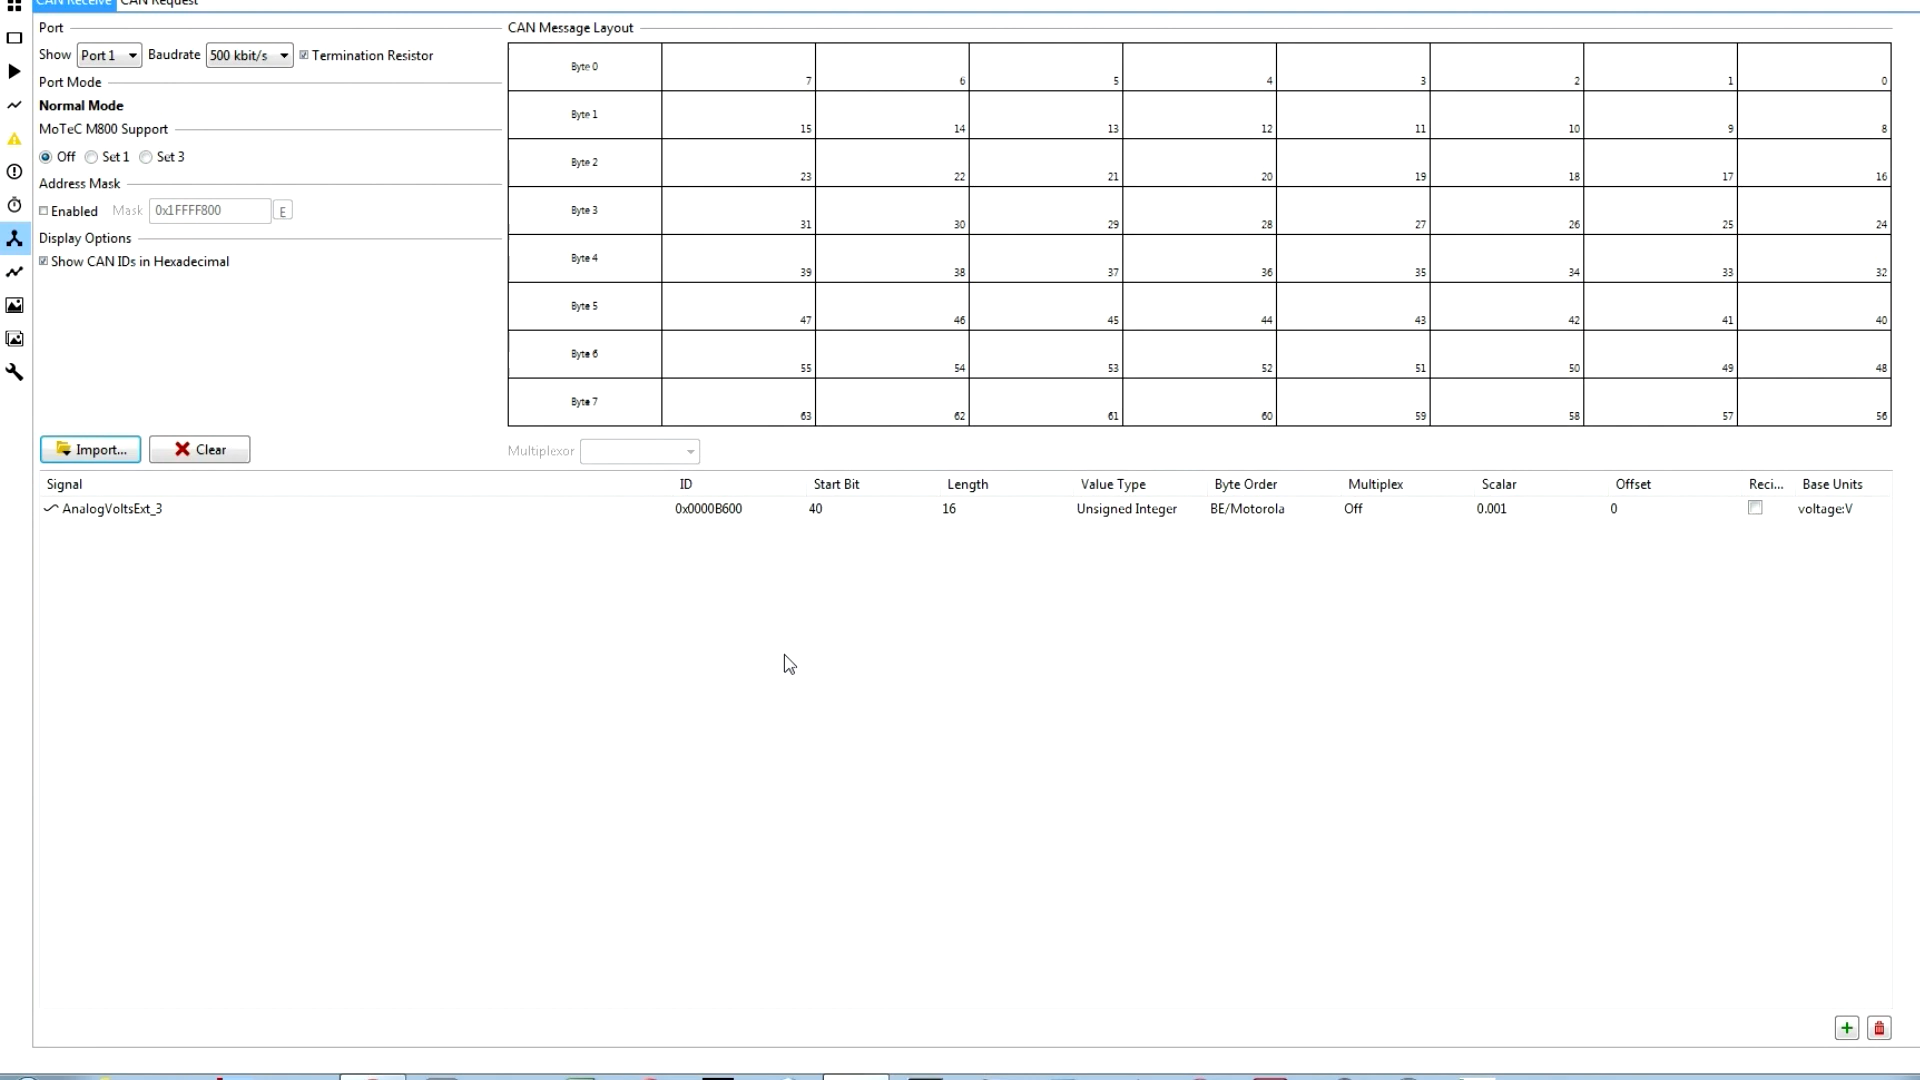 CAN Receive CAN Request
Port
Show Port 1 Baudrate 500 kbit/s Termination Resistor
Port Mode
Normal Mode
MoTeC M800 Support
Off Set 1 Set 3
Address Mask
Enabled Mask 0x1FFFF800 E
Display Options
Show CAN IDs in Hexadecimal
CAN Message Layout
Byte 0 7 6 5 4 3 2 1 0
Byte 1 15 14 13 12 11 10 9 8
Byte 2 23 22 21 20 19 18 17 16
Byte 3 31 30 29 28 27 26 25 24
Byte 4 39 38 37 36 35 34 33 32
Byte 5 47 46 45 44 43 42 41 40
Byte 6 55 54 53 52 51 50 49 48
Byte 7 63 62 61 60 59 58 57 56
Import... Clear
Multiplexor
Signal ID Start Bit Length Value Type Byte Order Multiplex Scalar Offset Reci... Base Units
AnalogVoltsExt_3 0x0000B600 40 16 Unsigned Integer BE/Motorola Off 0.001 0 voltage:V